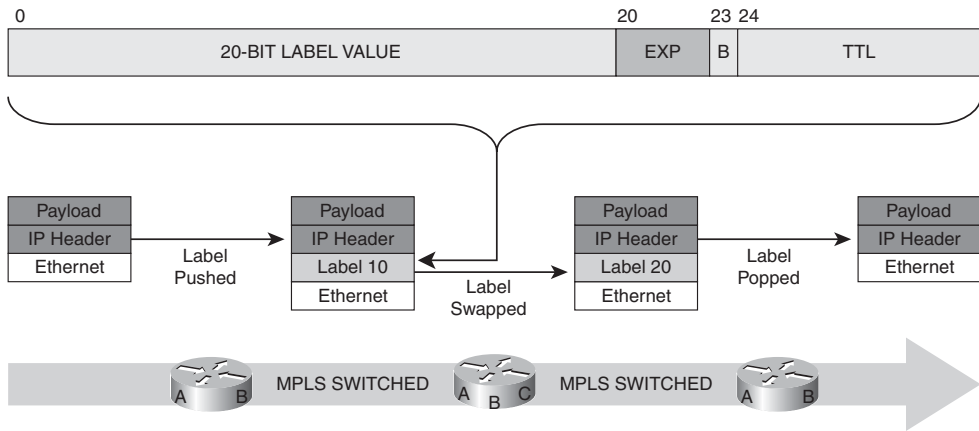 0 20 23 24
20-BIT LABEL VALUE EXP B TTL
Payload
IP Header
Ethernet
Label
Pushed
Payload
IP Header
Label 10
Ethernet
Label
Swapped
Payload
IP Header
Label 20
Ethernet
Label
Popped
Payload
IP Header
Ethernet
A B MPLS SWITCHED A B C MPLS SWITCHED A B